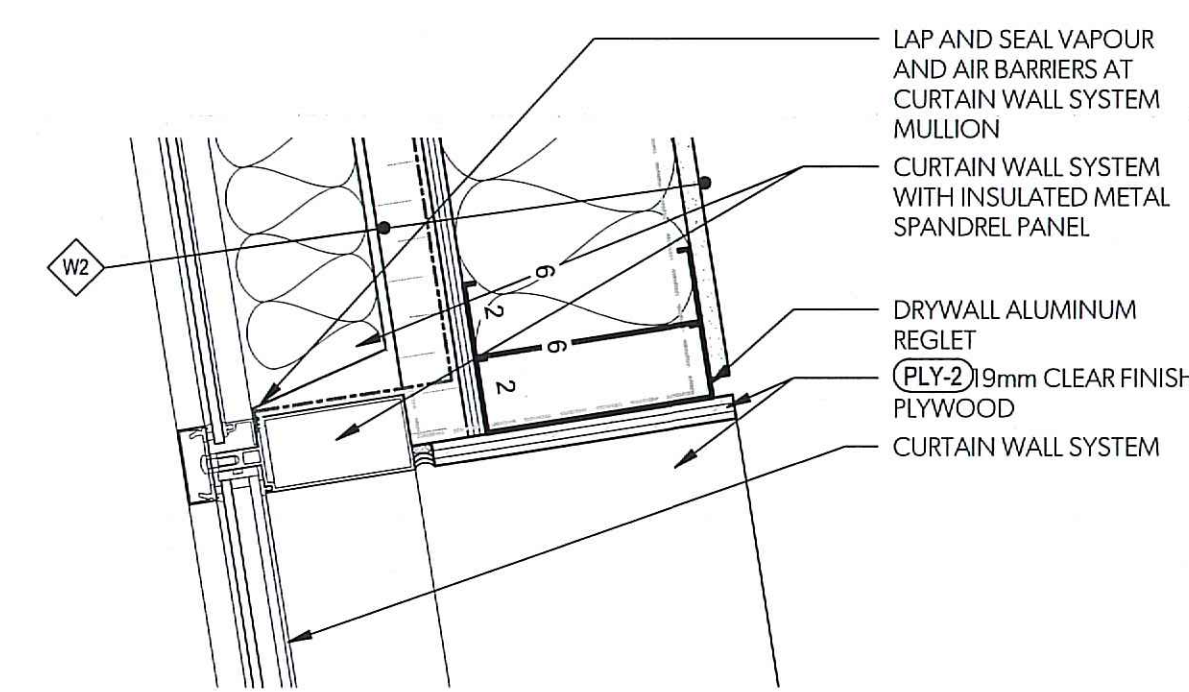 LAP AND SEAL VAPOUR
AND AIR BARRIERS AT
CURTAIN WALL SYSTEM
MULLION
CURTAIN WALL SYSTEM
WITH INSULATED METAL
SPANDREL PANEL
W2
6
2
6
2
DRYWALL ALUMINUM
REGLET
PLY-2 19mm CLEAR FINISH
PLYWOOD
CURTAIN WALL SYSTEM